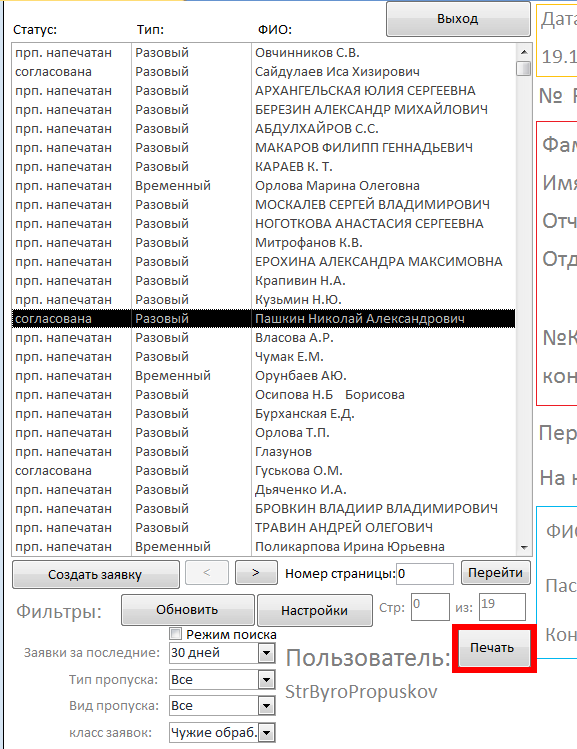 Выход
Дата
Статус: Тип: ФИО:
прп. напечатан Разовый Овчинников С.В.
19.1
согласована Разовый Сайдулаев Иса Хизирович
прп. напечатан Разовый АРХАНГЕЛЬСКАЯ ЮЛИЯ СЕРГЕЕВНА
№
прп. напечатан Разовый БЕРЕЗИН АЛЕКСАНДР МИХАЙЛОВИЧ
прп. напечатан Разовый АБДУЛХАЙРОВ С.С.
прп. напечатан Разовый МАКАРОВ ФИЛИПП ГЕННАДЬЕВИЧ
Фам
прп. напечатан Разовый КАРАЕВ К. Т.
прп. напечатан Временный Орлова Марина Олеговна
Имя
прп. напечатан Разовый МОСКАЛЕВ СЕРГЕЙ ВЛАДИМИРОВИЧ
прп. напечатан Разовый НОГОТКОВА АНАСТАСИЯ СЕРГЕЕВНА
Отч
прп. напечатан Разовый Митрофанов К.В.
прп. напечатан Разовый ЕРОХИНА АЛЕКСАНДРА МАКСИМОВНА
Отд
прп. напечатан Разовый Крапивин Н.А.
прп. напечатан Разовый Кузьмин Н.Ю.
согласована Разовый Пашкин Николай Александрович
прп. напечатан Разовый Власова А.Р.
№К
прп. напечатан Разовый Чумак Е.М.
прп. напечатан Временный Орунбаев АЮ.
кон
прп. напечатан Разовый Осипова Н.Б Борисова
прп. напечатан Разовый Бурханская Е.Д.
прп. напечатан Разовый Орлова Т.П.
Пер
прп. напечатан Разовый Глазунов
согласована Разовый Гуськова О.М.
На н
прп. напечатан Разовый Дьяченко И.А.
прп. напечатан Разовый БРОВКИН ВЛАДИИР ВЛАДИМИРОВИЧ
прп. напечатан Разовый ТРАВИН АНДРЕЙ ОЛЕГОВИЧ
ФИО
прп. напечатан Временный Поликарпова Ирина Юрьевна
Создать заявку < > Номер страницы: 0 Перейти
Пас
Фильтры: Обновить Настройки Стр: 0 из: 19
Режим поиска
Кон
Заявки за последние: 30 дней
Пользователь: Печать
Тип пропуска: Все
StrByroPropuskov
Вид пропуска: Все
класс заявок: Чужие обраб.